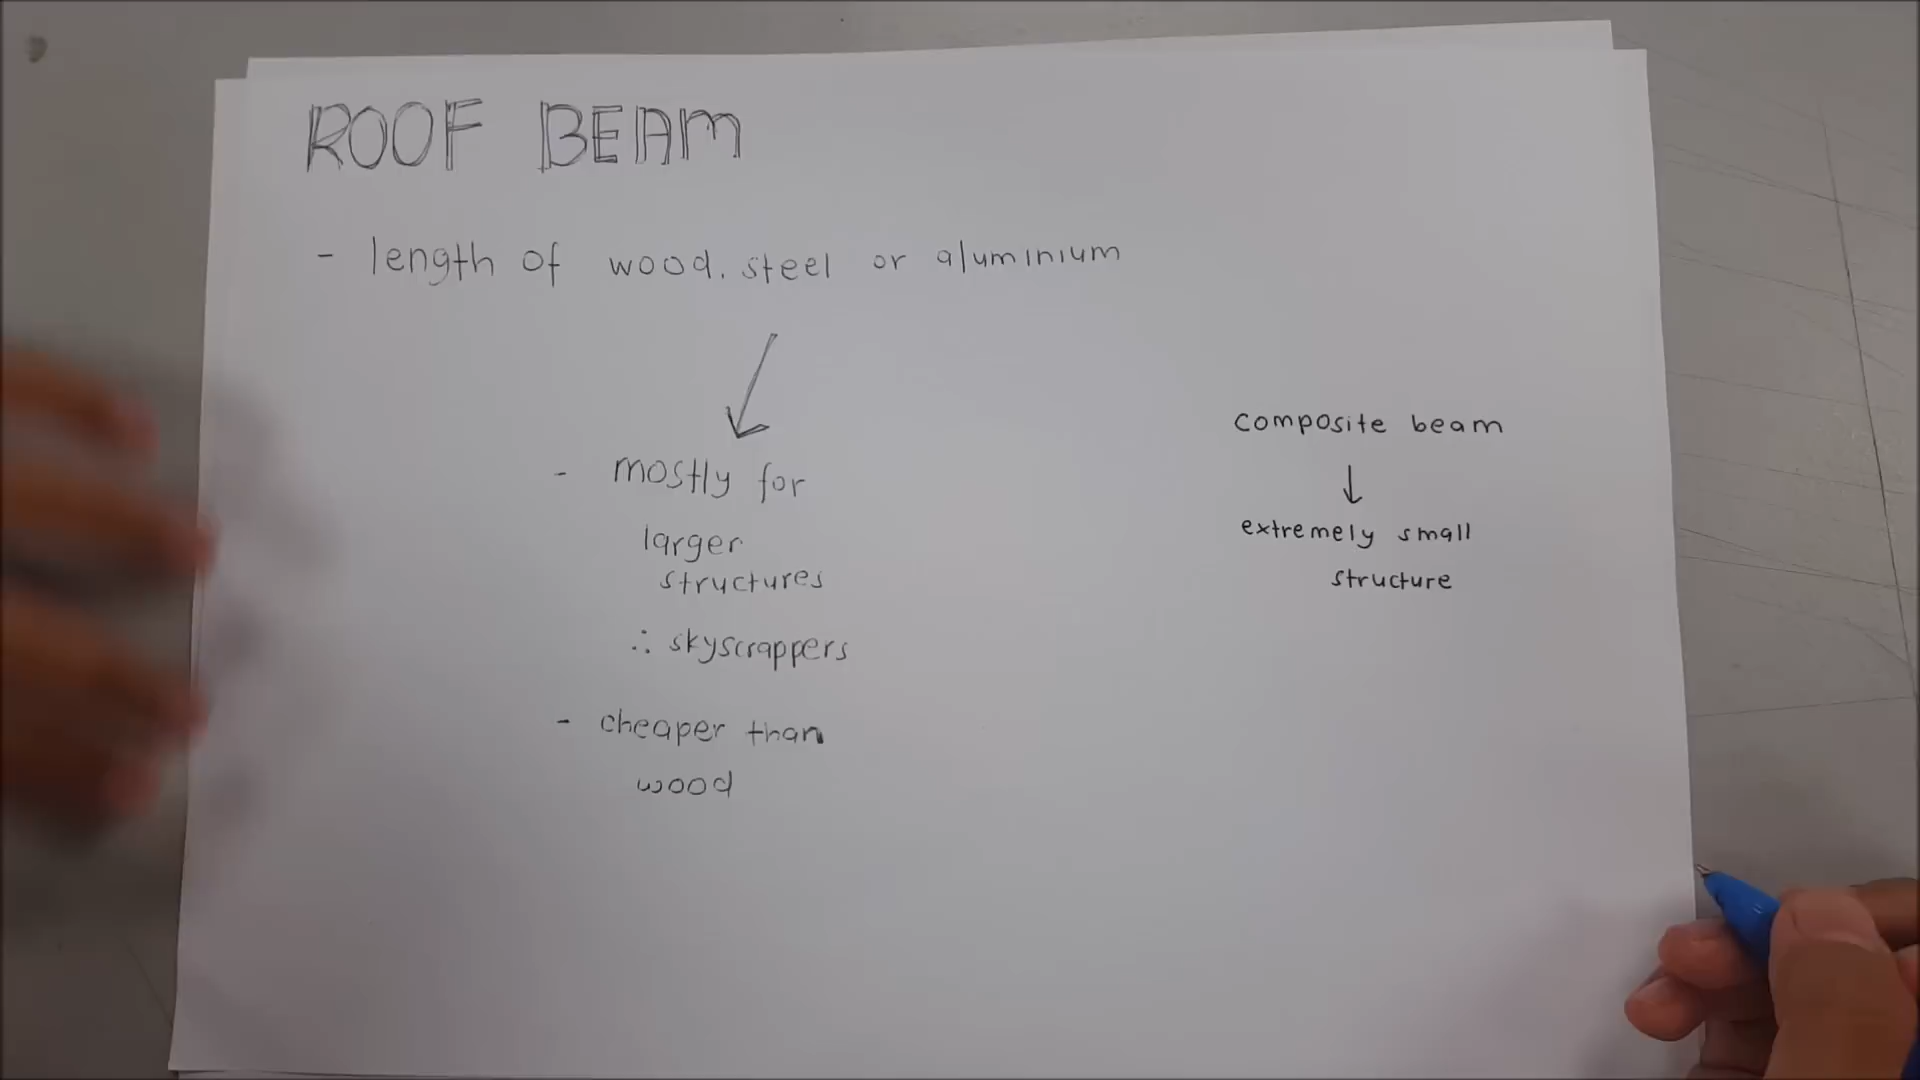 ROOF BEAM
- length of wood, steel or aluminium
- mostly for
larger
structures
∴ skyscrappers
- cheaper than
wood
composite beam
↓
extremely small
structure